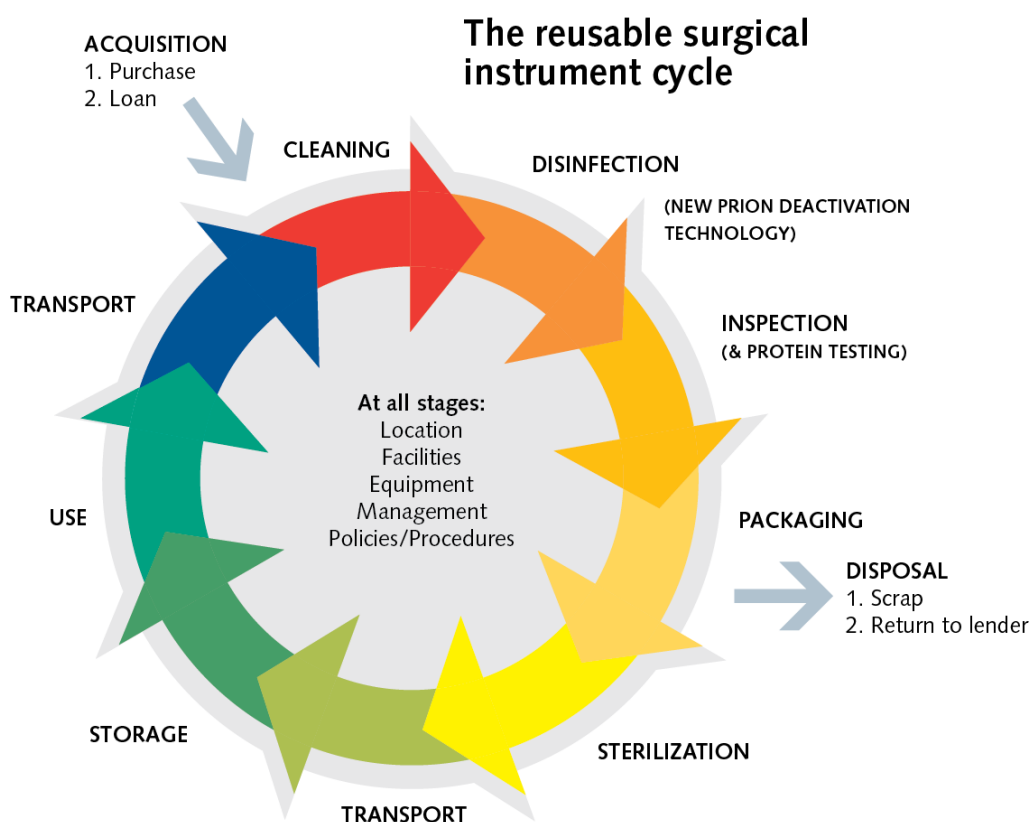 The reusable surgical
instrument cycle
ACQUISITION
1. Purchase
2. Loan
CLEANING
DISINFECTION
(NEW PRION DEACTIVATION
TECHNOLOGY)
INSPECTION
(& PROTEIN TESTING)
PACKAGING
DISPOSAL
1. Scrap
2. Return to lender
STERILIZATION
TRANSPORT
STORAGE
USE
TRANSPORT
At all stages:
Location
Facilities
Equipment
Management
Policies/Procedures